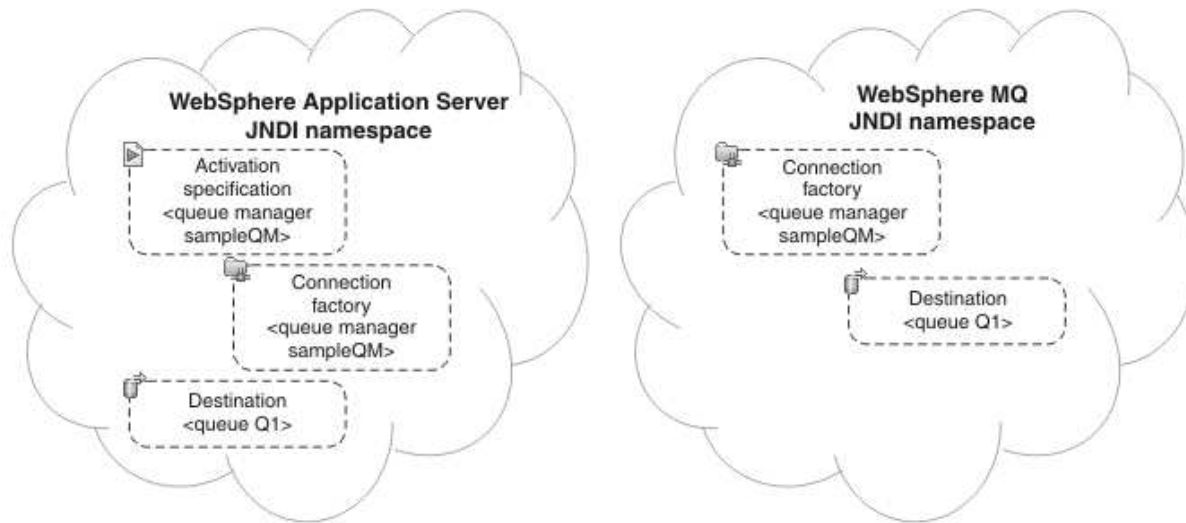 WebSphere Application Server
JNDI namespace
Activation
specification
<queue manager
sampleQM>
Connection
factory
<queue manager
sampleQM>
Destination
<queue Q1>
WebSphere MQ
JNDI namespace
Connection
factory
<queue manager
sampleQM>
Destination
<queue Q1>